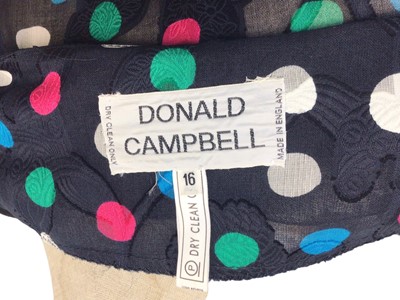 DRY CLEAN ONLY
DONALD
CAMPBELL
MADE IN ENGLAND
16
P DRY CLEAN